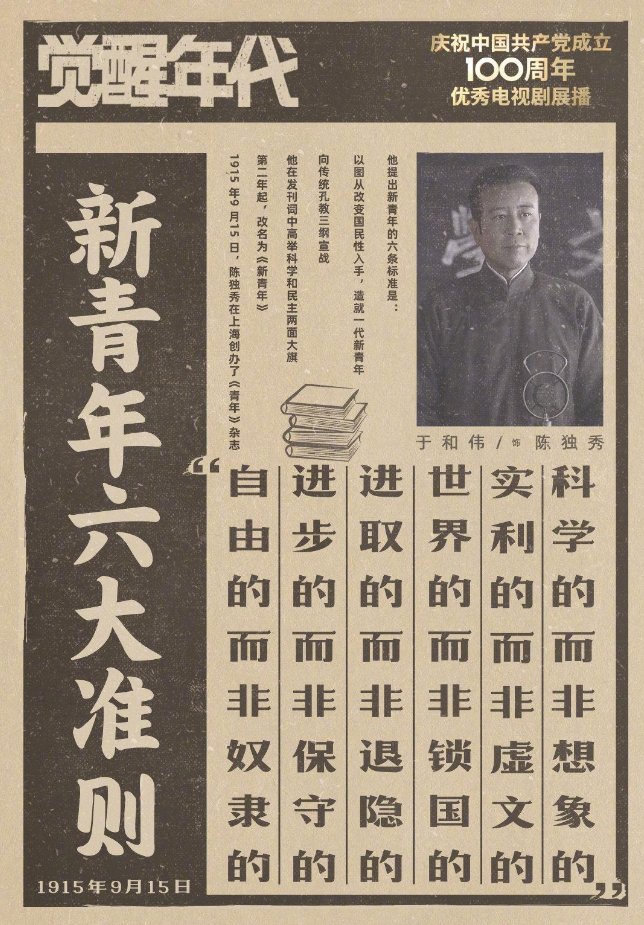 觉醒年代
庆祝中国共产党成立
100周年
优秀电视剧展播
新青年六大准则
1915年9月15日
1915年9月15日，陈独秀在上海创办了《青年》杂志
第二年起，改名为《新青年》
他在发刊词中高举科学和民主两面大旗
向传统孔教三纲宣战
以图从改变国民性入手，造就一代新青年
他提出新青年的六条标准是：
于和伟/饰 陈独秀
“自由的而非奴隶的
进步的而非保守的
进取的而非退隐的
世界的而非锁国的
实利的而非虚文的
科学的而非想象的”